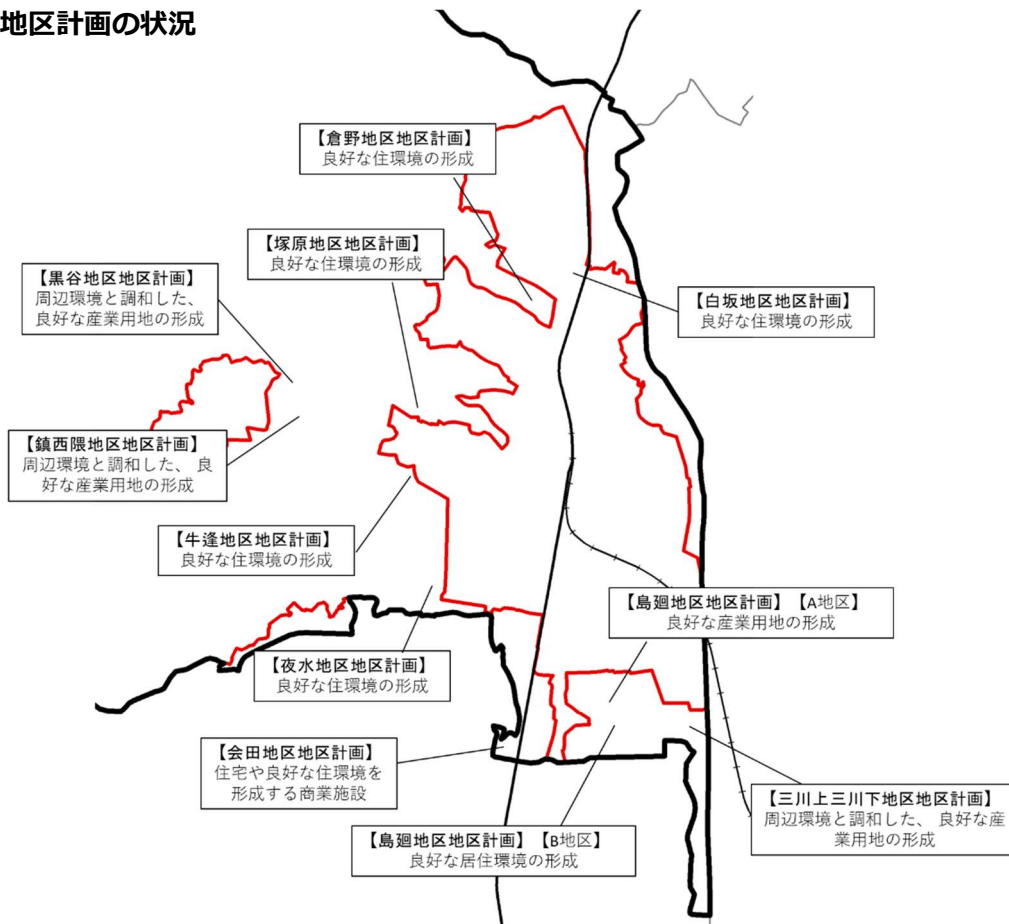 地区計画の状況
【倉野地区地区計画】
良好な住環境の形成
【塚原地区地区計画】
良好な住環境の形成
【黒谷地区地区計画】
周辺環境と調和した、
良好な産業用地の形成
【白坂地区地区計画】
良好な住環境の形成
【鎮西隈地区地区計画】
周辺環境と調和した、 良
好な産業用地の形成
【牛逢地区地区計画】
良好な住環境の形成
【島廻地区地区計画】【A地区】
良好な産業用地の形成
【夜水地区地区計画】
良好な住環境の形成
【会田地区地区計画】
住宅や良好な住環境を
形成する商業施設
【三川上三川下地区地区計画】
周辺環境と調和した、 良好な産
業用地の形成
【島廻地区地区計画】【B地区】
良好な居住環境の形成